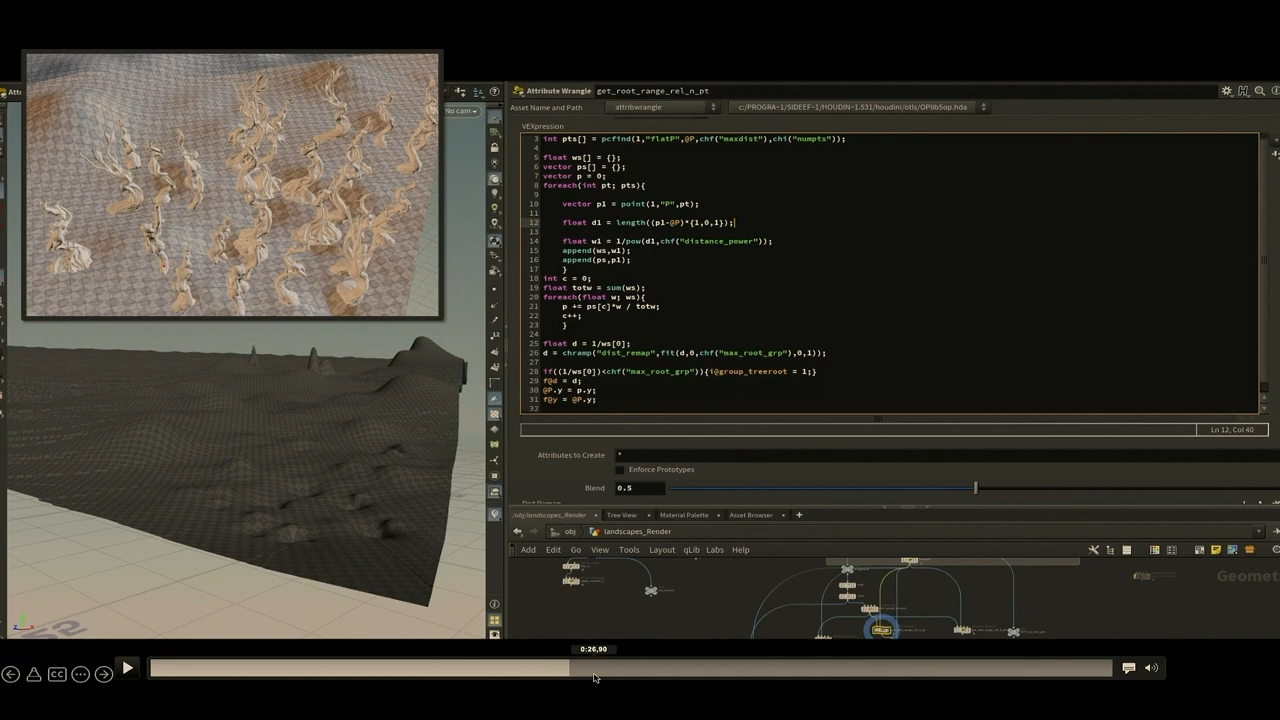 Attribute Wrangle get_root_range_rel_n_pt
Asset Name and Path attribwrangle c:/PROGRA~1/SIDEEF~1/HOUDIN~1.531/houdini/otls/OPlibSop.hda
No cam
VEXpression
3 int pts[] = pcfind(1,"flatP",@P,chf("maxdist"),chi("numpts"));
4
5 float ws[] = {};
6 vector ps[] = {};
7 vector p = 0;
8 foreach(int pt; pts){
9
10 vector p1 = point(1,"P",pt);
11
12 float d1 = length((p1-@P)*{1,0,1});
13
14 float w1 = 1/pow(d1,chf("distance_power"));
15 append(ws,w1);
16 append(ps,p1);
17 }
18 int c = 0;
19 float totw = sum(ws);
20 foreach(float w; ws){
21 p += ps[c]*w / totw;
22 c++;
23 }
24
25 float d = 1/ws[0];
26 d = chramp("dist_remap",fit(d,0,chf("max_root_grp"),0,1));
27
28 if((1/ws[0])<chf("max_root_grp")){i@group_treeroot = 1;}
29 f@d = d;
30 @P.y = p.y;
31 f@y = @P.y;
32
Ln 12, Col 40
Attributes to Create *
Enforce Prototypes
Blend 0.5
/obj/landscapes_Render × Tree View × Material Palette × Asset Browser × +
obj landscapes_Render
Add Edit Go View Tools Layout qLib Labs Help
Geomet
0:26,90
CC